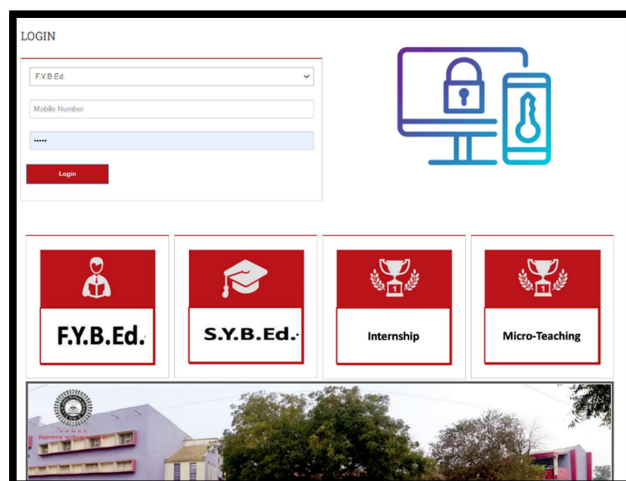 LOGIN
F.Y.B.Ed.
Mobile Number
•••••
Login
F.Y.B.Ed.
S.Y.B.Ed.
Internship
Micro-Teaching